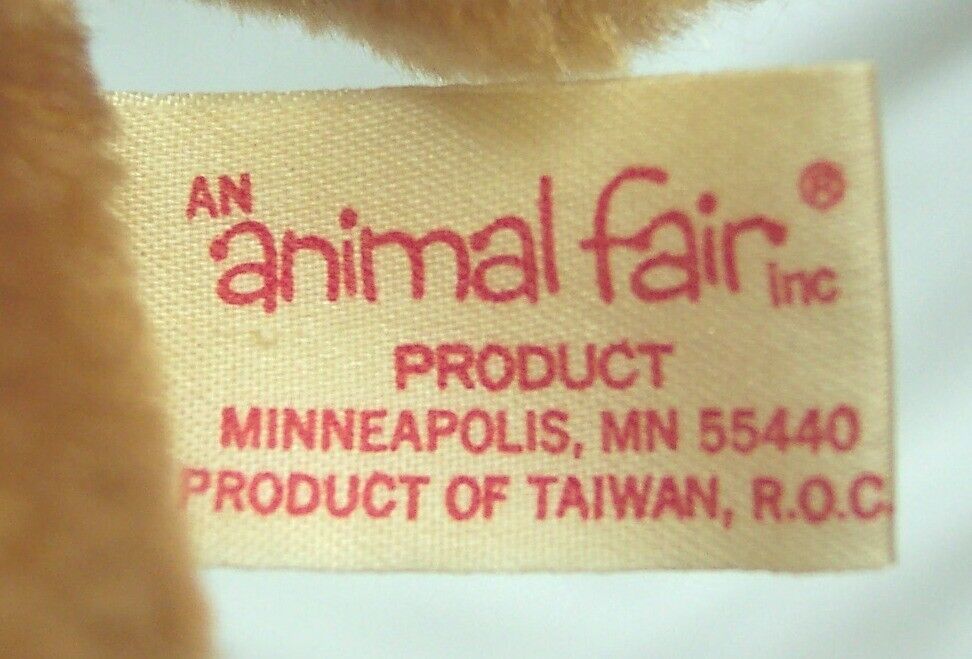 AN
animal fair® inc
PRODUCT
MINNEAPOLIS, MN 55440
PRODUCT OF TAIWAN, R.O.C.